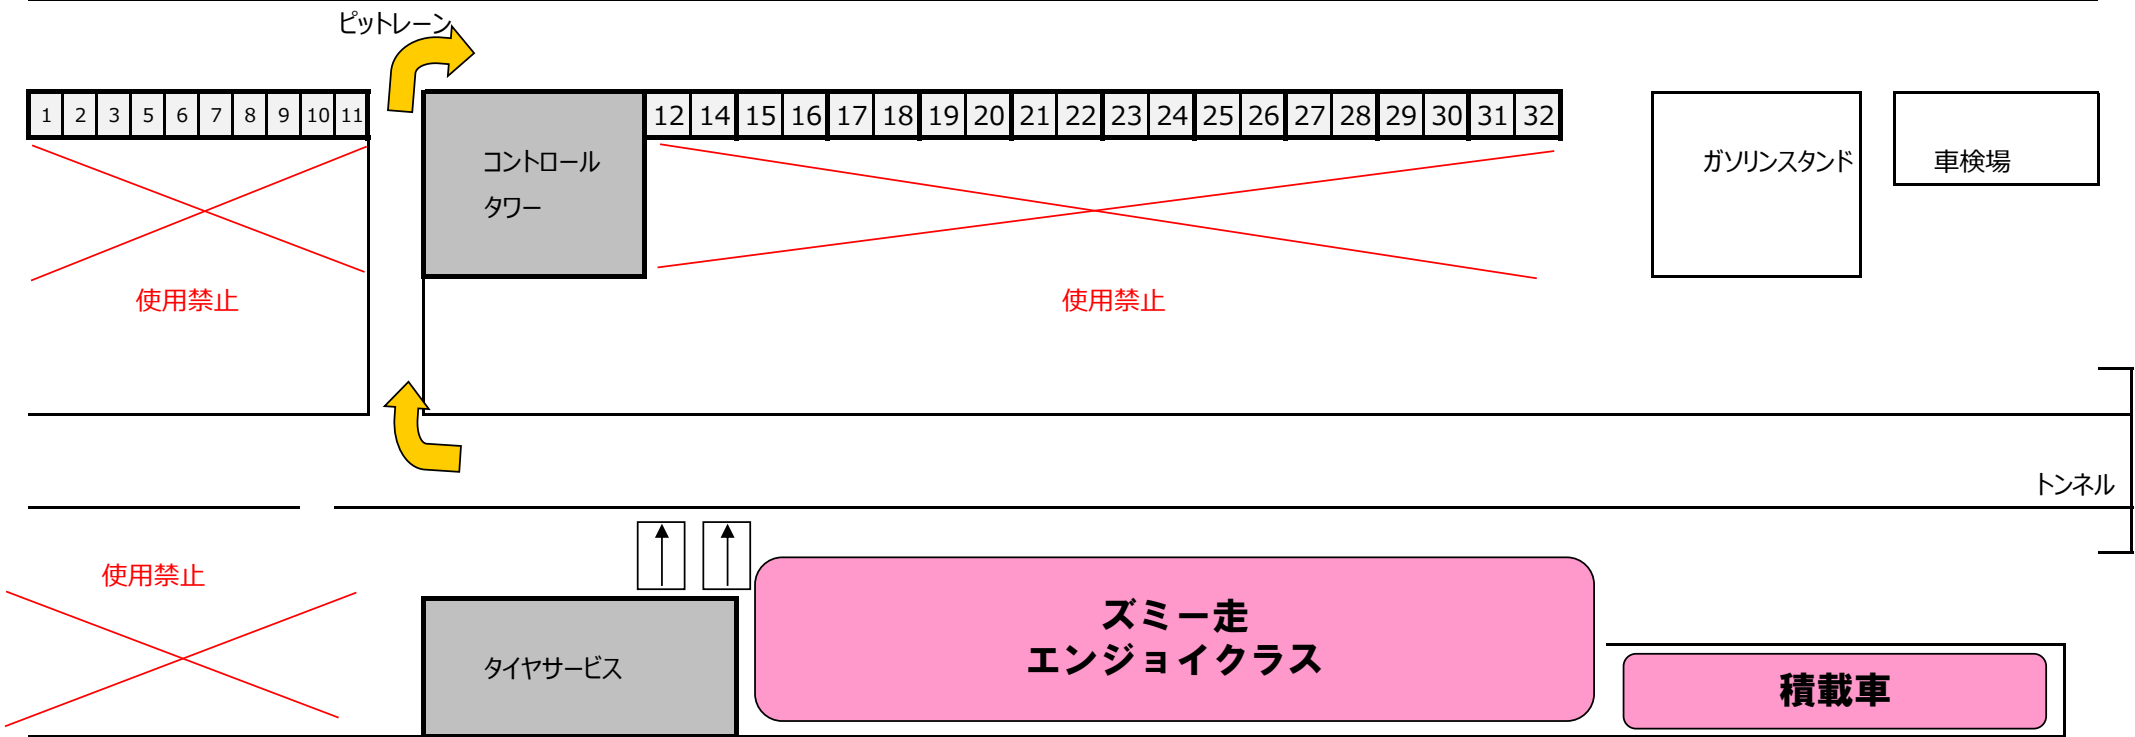 ピットレーン
1 2 3 5 6 7 8 9 10 11
12 14 15 16 17 18 19 20 21 22 23 24 25 26 27 28 29 30 31 32
コントロール
タワー
ガソリンスタンド
車検場
使用禁止
使用禁止
トンネル
使用禁止
タイヤサービス
ズミー走
エンジョイクラス
積載車